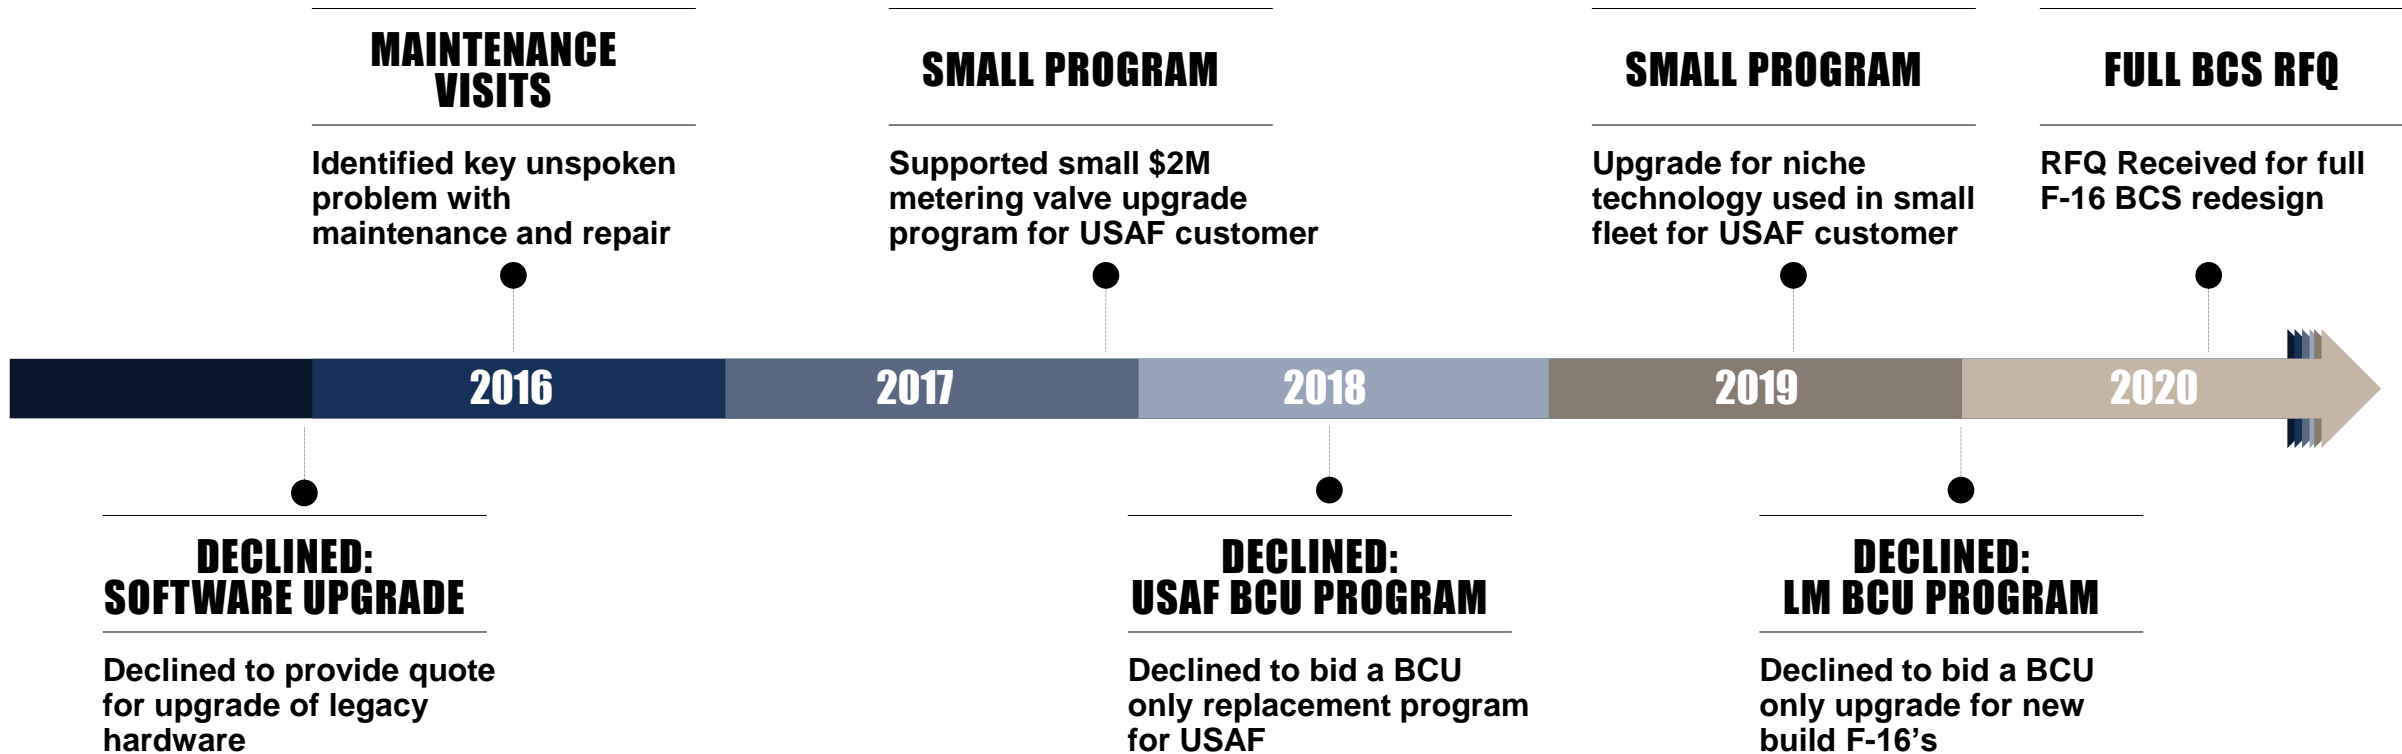 MAINTENANCE
VISITS
Identified key unspoken
problem with
maintenance and repair
SMALL PROGRAM
Supported small $2M
metering valve upgrade
program for USAF customer
SMALL PROGRAM
Upgrade for niche
technology used in small
fleet for USAF customer
FULL BCS RFQ
RFQ Received for full
F-16 BCS redesign
2016
2017
2018
2019
2020
DECLINED:
SOFTWARE UPGRADE
Declined to provide quote
for upgrade of legacy
hardware
DECLINED:
USAF BCU PROGRAM
Declined to bid a BCU
only replacement program
for USAF
DECLINED:
LM BCU PROGRAM
Declined to bid a BCU
only upgrade for new
build F-16’s